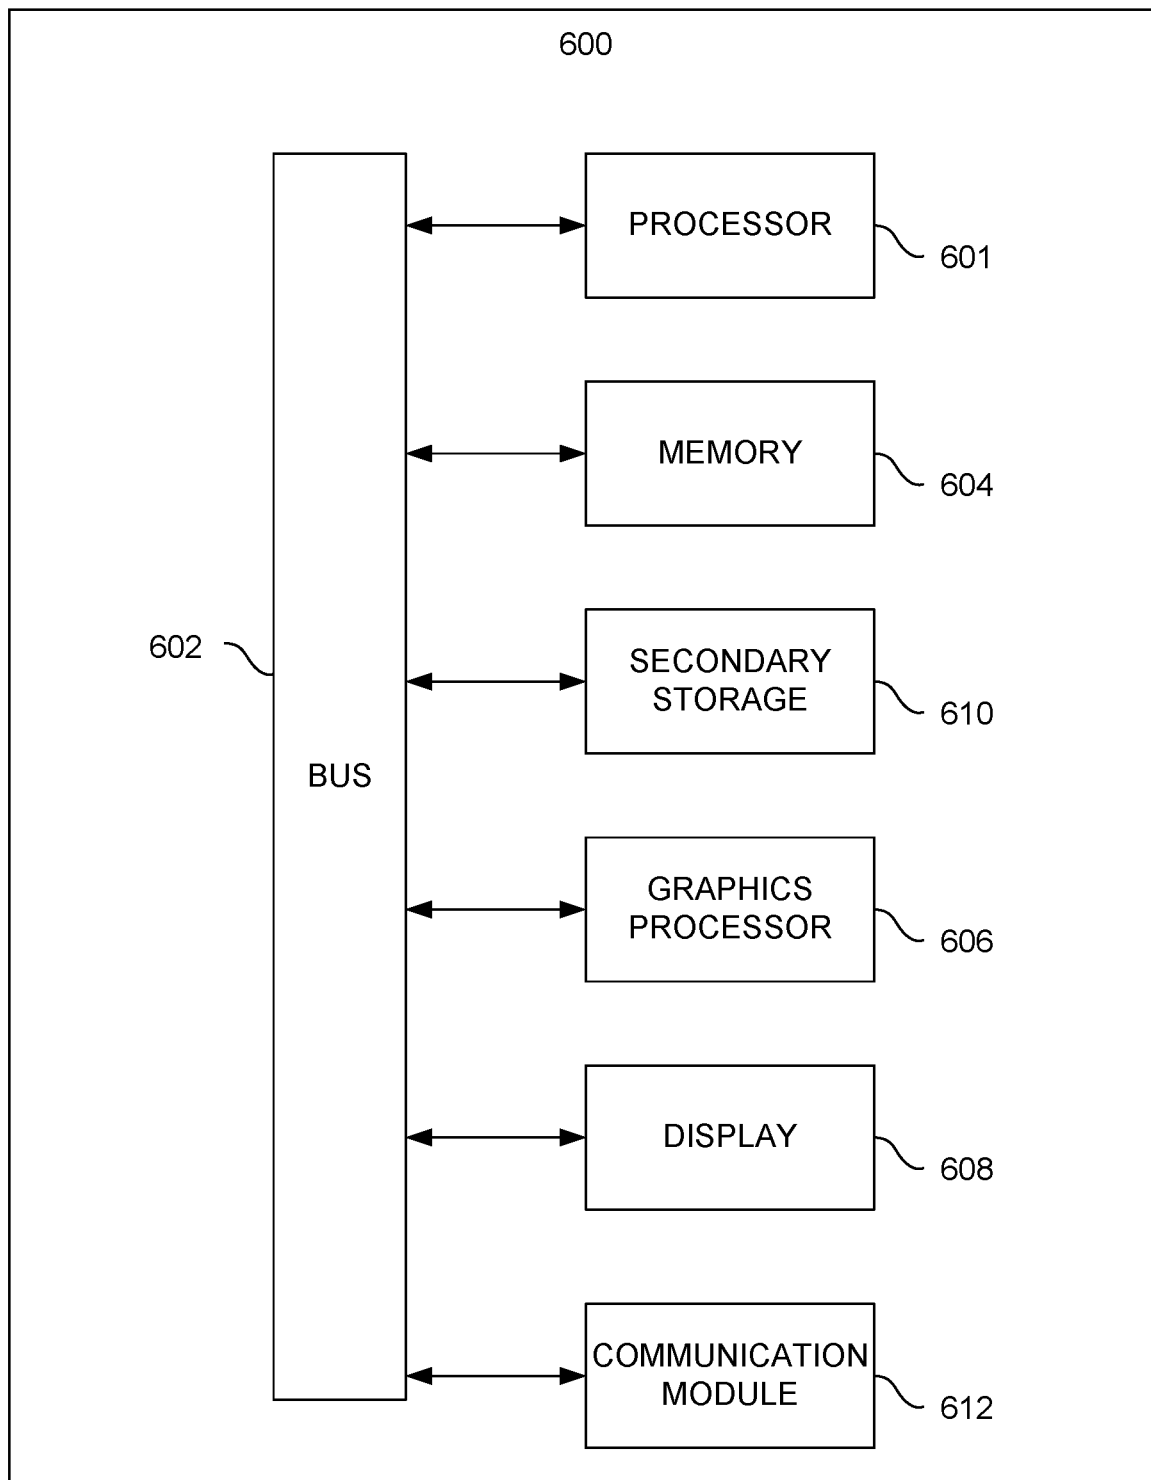 600
PROCESSOR
601
MEMORY
604
602
SECONDARY
STORAGE
610
BUS
GRAPHICS
PROCESSOR
606
DISPLAY
608
COMMUNICATION
MODULE
612